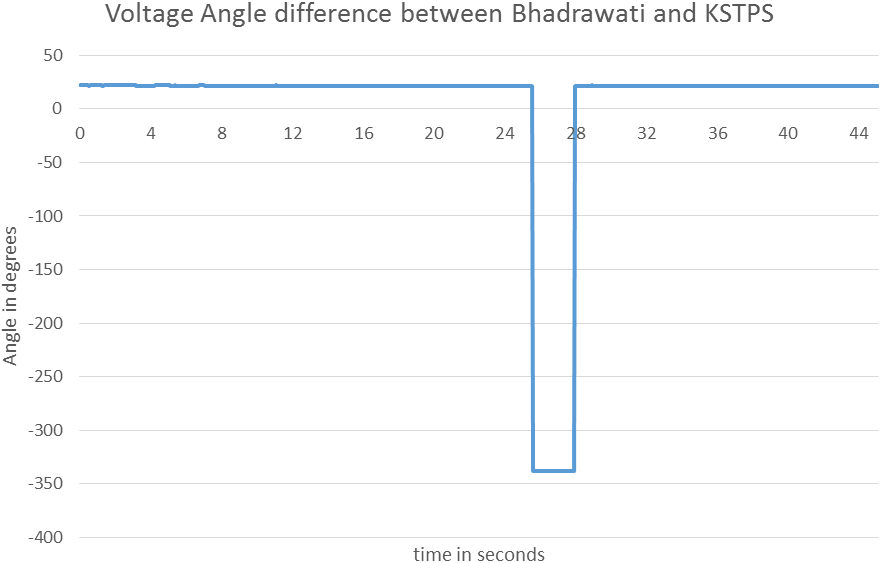 Voltage Angle difference between Bhadrawati and KSTPS
50
0
0 4 8 12 16 20 24 28 32 36 40 44
-50
-100
-150
-200
-250
-300
-350
-400
Angle in degrees
time in seconds